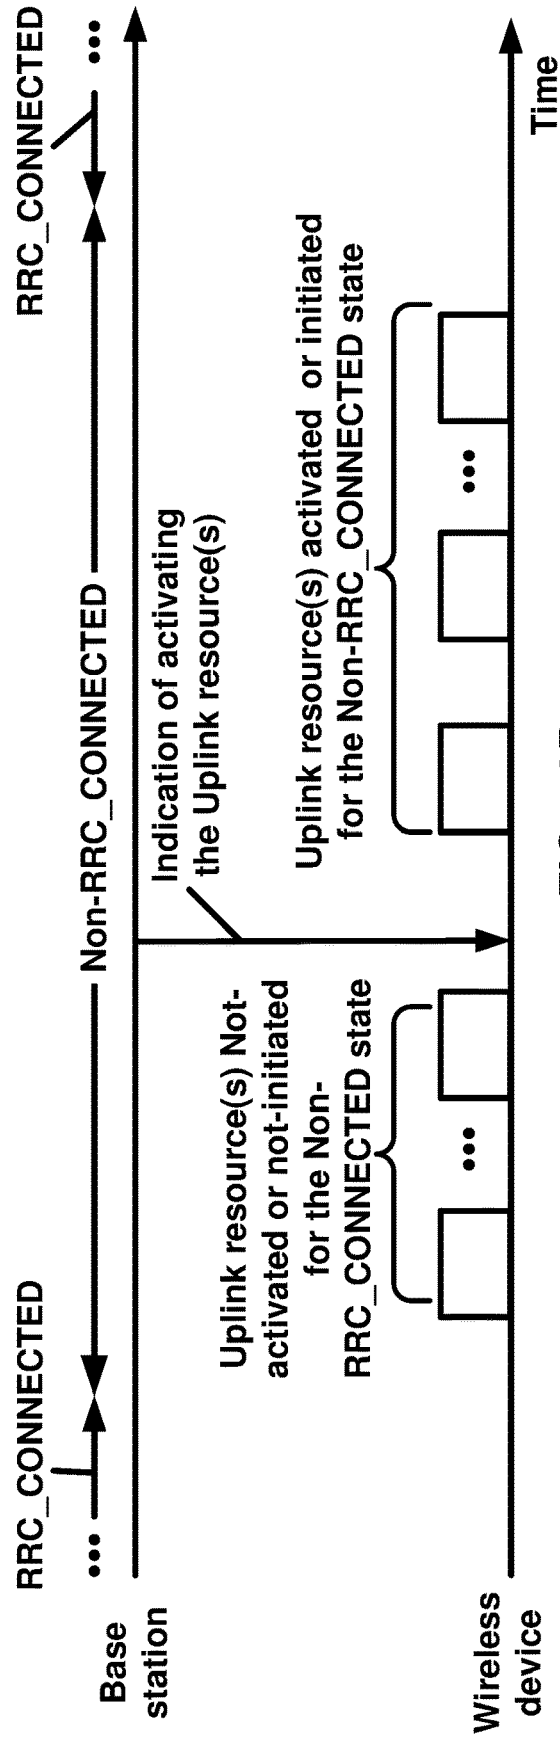 RRC_CONNECTED
RRC_CONNECTED
•••
Non-RRC_CONNECTED
•••
Base
station
Indication of activating
the Uplink resource(s)
Uplink resource(s) Not-
activated or not-initiated
for the Non-
RRC_CONNECTED state
Uplink resource(s) activated or initiated
for the Non-RRC_CONNECTED state
•••
•••
Wireless
device
Time